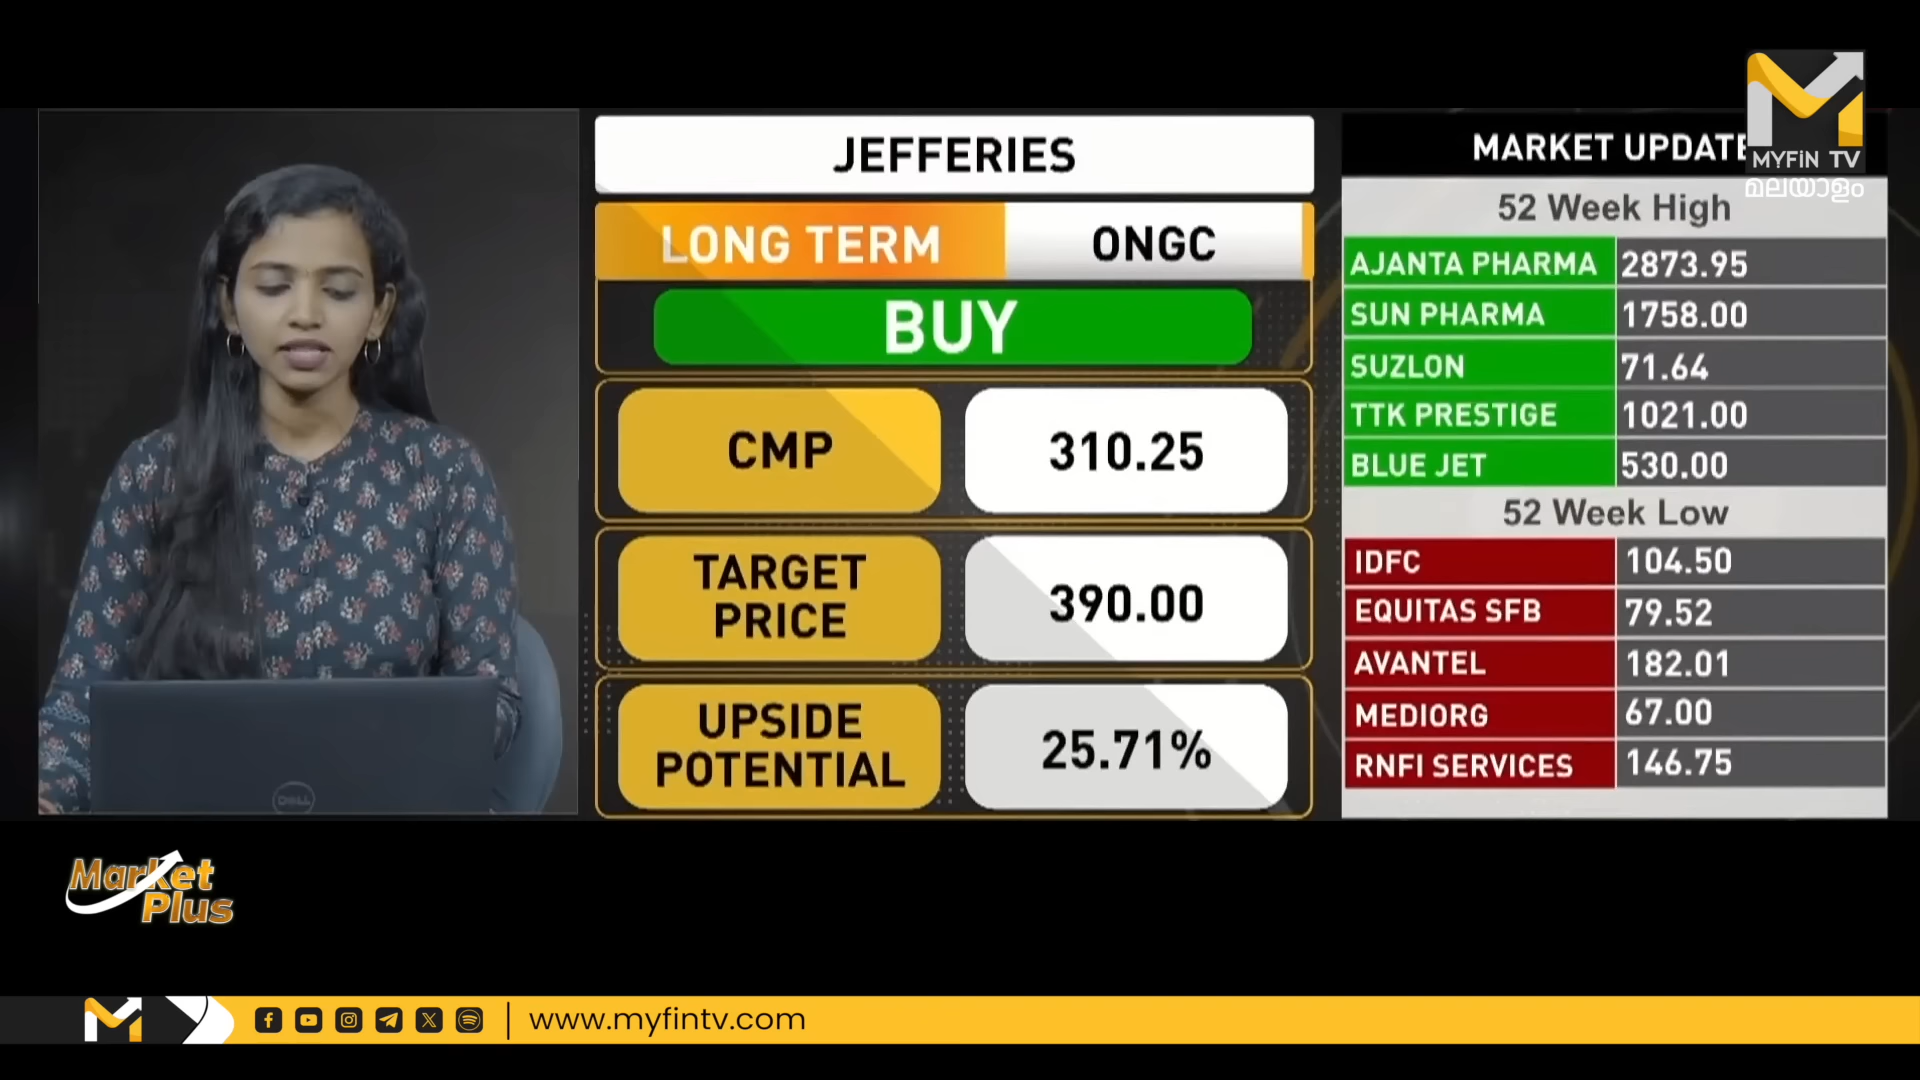 JEFFERIES
LONG TERM ONGC
BUY
CMP 310.25
TARGET
PRICE
390.00
UPSIDE
POTENTIAL
25.71%
MARKET UPDATE
MYFiN TV
മലയാളം
52 Week High
AJANTA PHARMA 2873.95
SUN PHARMA 1758.00
SUZLON 71.64
TTK PRESTIGE 1021.00
BLUE JET 530.00
52 Week Low
IDFC 104.50
EQUITAS SFB 79.52
AVANTEL 182.01
MEDIORG 67.00
RNFI SERVICES 146.75
DELL
Market
Plus
www.myfintv.com